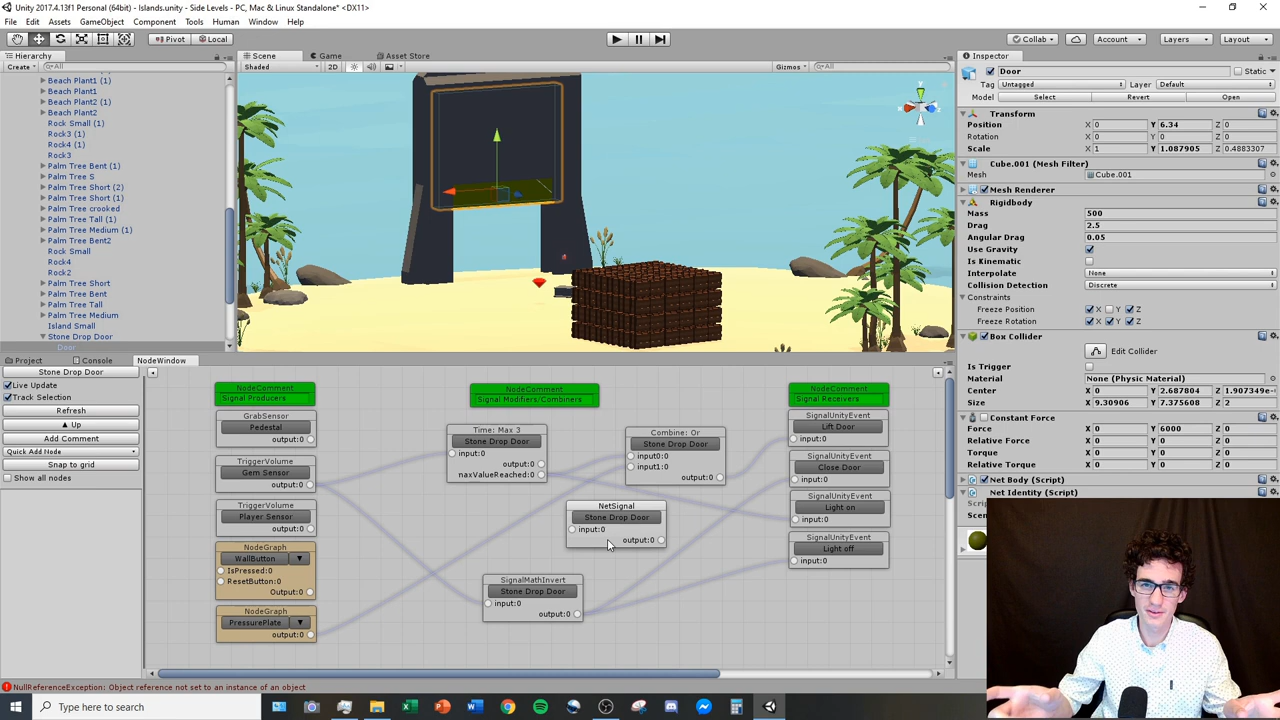 Unity 2017.4.13f1 Personal (64bit) - Islands.unity - Side Levels - PC, Mac & Linux Standalone* <DX11>
File Edit Assets GameObject Component Tools Human Window Help
Pivot Local Collab Account Layers Layout
Hierarchy
Create All
Beach Plant1 (1)
Beach Plant1
Beach Plant2 (1)
Beach Plant2
Rock Small (1)
Rock3 (1)
Rock4 (1)
Rock3
Palm Tree Bent (1)
Palm Tree S
Palm Tree Short (2)
Palm Tree Short (1)
Palm Tree crooked
Palm Tree Tall (1)
Palm Tree Medium (1)
Palm Tree Bent2
Rock Small
Rock4
Rock2
Palm Tree Short
Palm Tree Bent
Palm Tree Tall
Palm Tree Medium
Island Small
Stone Drop Door
Door
Scene Game Asset Store
Shaded 2D Gizmos All
Inspector
Door Static
Tag Untagged Layer Default
Model Select Revert Open
Transform
Position X 0 Y 6.34 Z 0
Rotation X 0 Y 0 Z 0
Scale X 1 Y 1.087905 Z 0.4883307
Cube.001 (Mesh Filter)
Mesh Cube.001
Mesh Renderer
Rigidbody
Mass 500
Drag 2.5
Angular Drag 0.05
Use Gravity
Is Kinematic
Interpolate None
Collision Detection Discrete
Constraints
Freeze Position X Y Z
Freeze Rotation X Y Z
Box Collider
Edit Collider
Is Trigger
Material None (Physic Material)
Center X 0 Y 2.687804 Z 1.907349e-
Size X 9.30906 Y 7.375608 Z 2
Constant Force
Force X 0 Y 6000 Z 0
Relative Force X 0 Y 0 Z 0
Torque X 0 Y 0 Z 0
Relative Torque X 0 Y 0 Z 0
Net Body (Script)
Net Identity (Script)
Project Console NodeWindow
Stone Drop Door
Live Update
Track Selection
Refresh
▲ Up
Add Comment
Quick Add Node
Snap to grid
Show all nodes
NodeComment
Signal Producers
GrabSensor
Pedestal
output:0
TriggerVolume
Gem Sensor
output:0
TriggerVolume
Player Sensor
output:0
NodeGraph
WallButton
IsPressed:0
ResetButton:0
Output:0
NodeGraph
PressurePlate
output:0
NodeComment
Signal Modifiers/Combiners
Time: Max 3
Stone Drop Door
input:0
output:0
naxValueReached:0
Combine: Or
Stone Drop Door
input0:0
input1:0
output:0
NetSignal
Stone Drop Door
input:0
output:0
SignalMathInvert
Stone Drop Door
input:0
output:0
NodeComment
Signal Receivers
SignalUnityEvent
Lift Door
input:0
SignalUnityEvent
Close Door
input:0
SignalUnityEvent
Light on
input:0
SignalUnityEvent
Light off
input:0
NullReferenceException: Object reference not set to an instance of an object
Type here to search